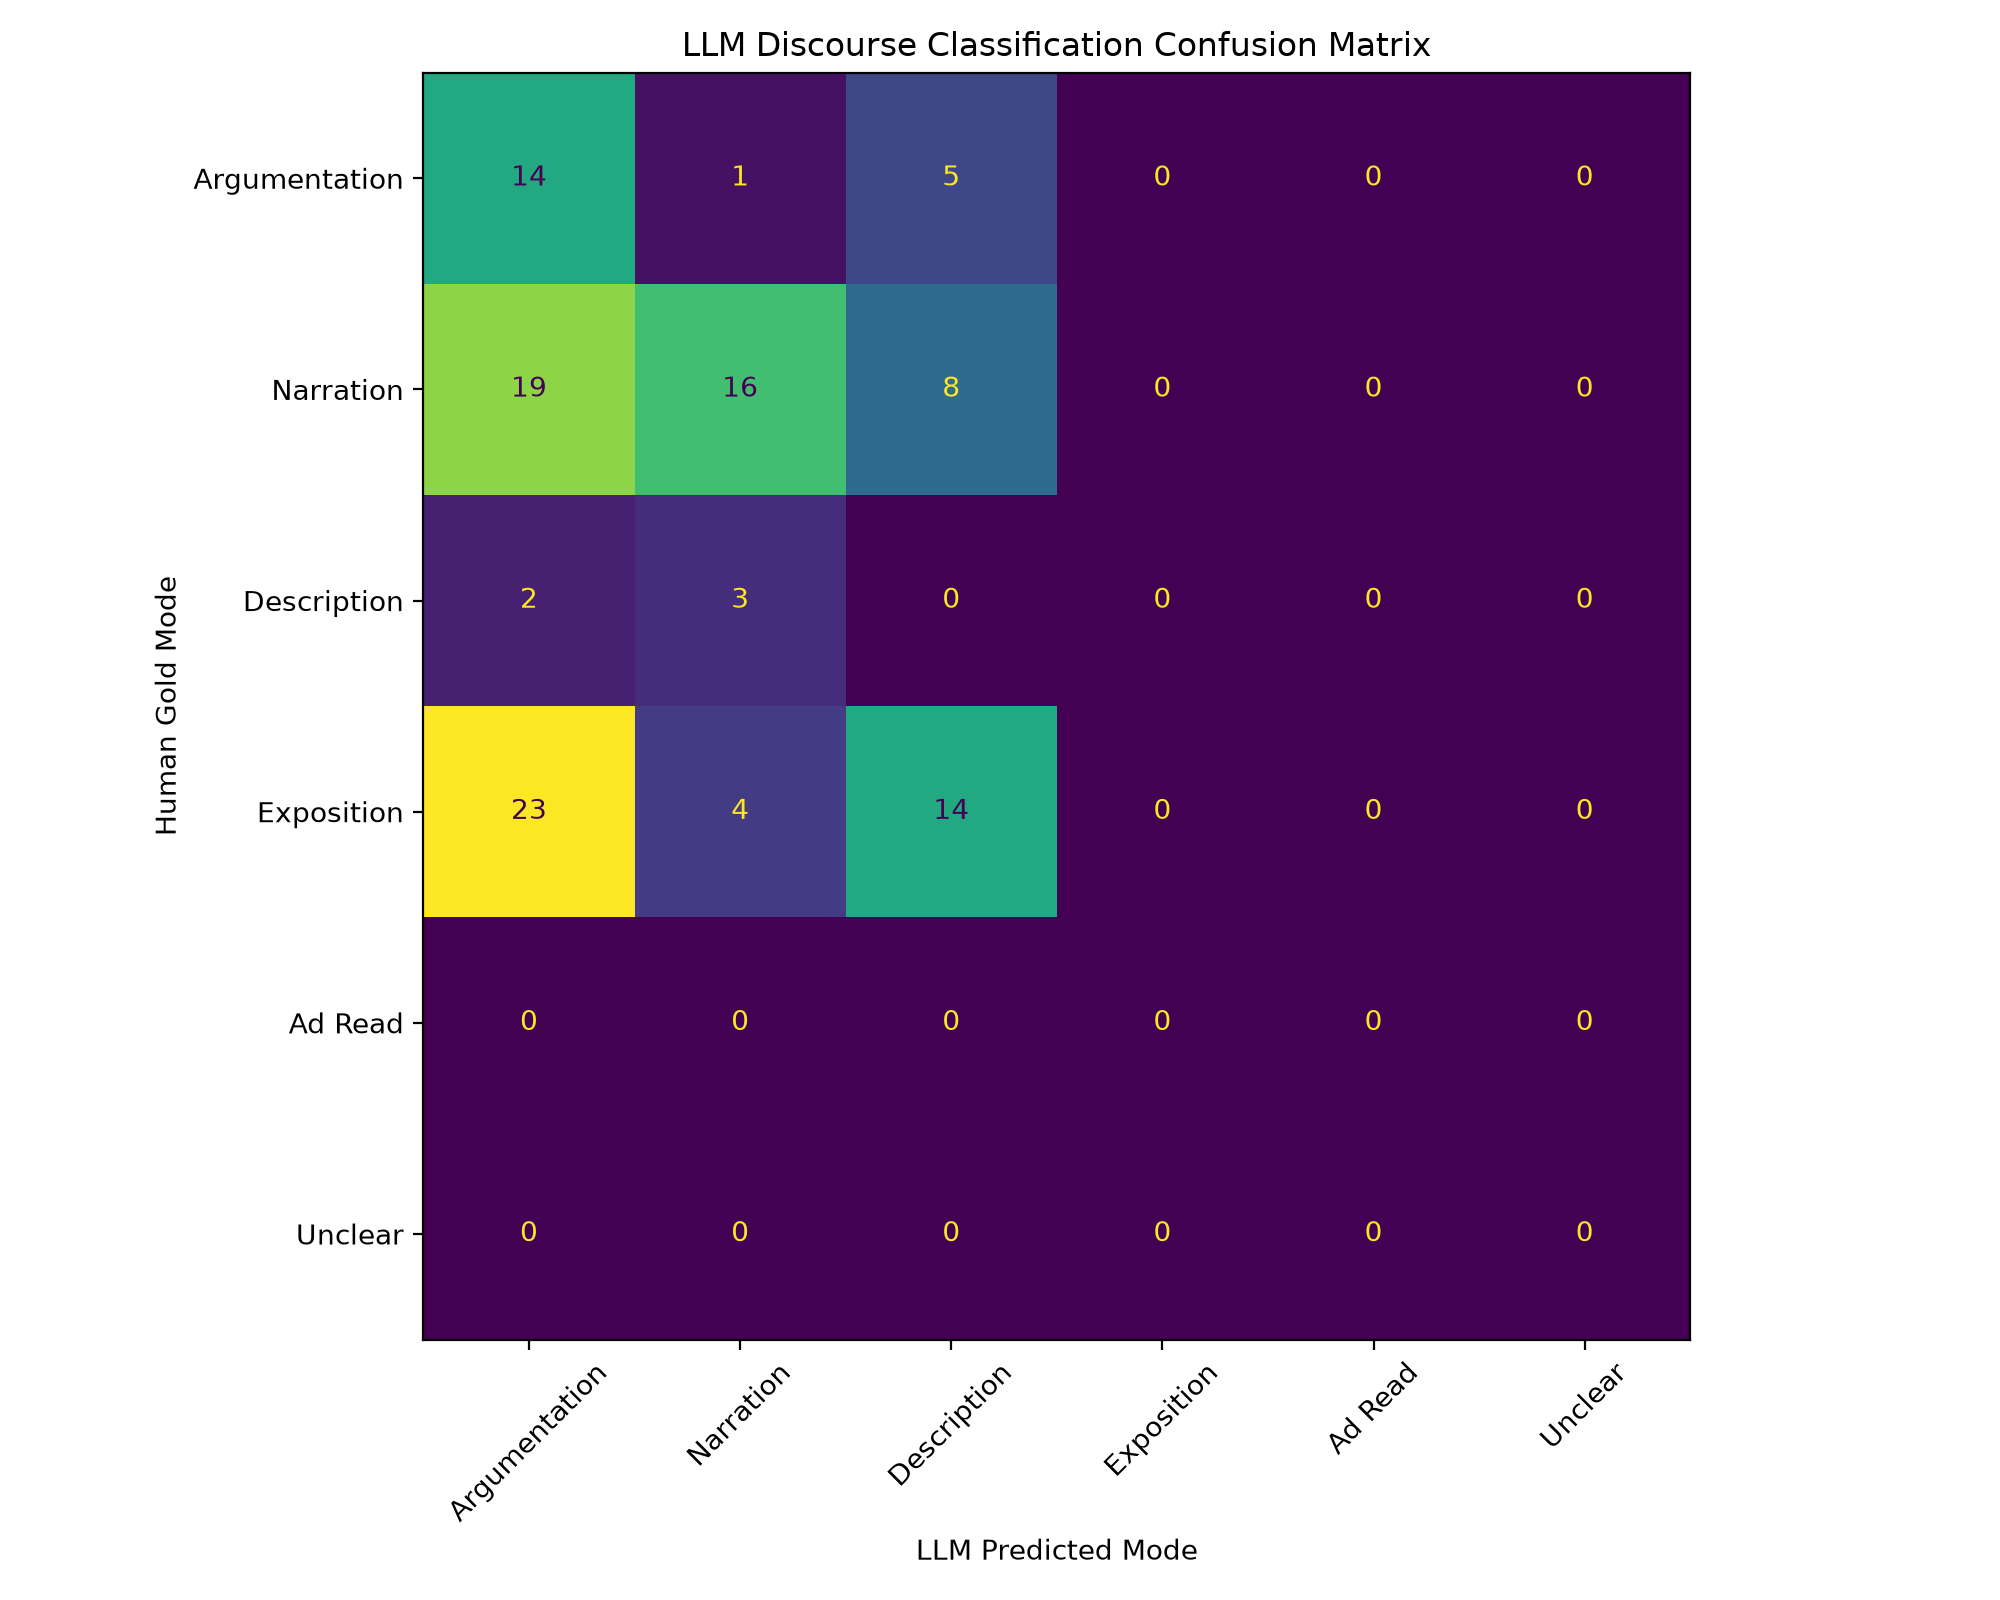 LLM Discourse Classification Confusion Matrix
Argumentation 14 1 5 0 0 0
Narration 19 16 8 0 0 0
Description 2 3 0 0 0 0
Exposition 23 4 14 0 0 0
Ad Read 0 0 0 0 0 0
Unclear 0 0 0 0 0 0
Human Gold Mode
Argumentation Narration Description Exposition Ad Read Unclear
LLM Predicted Mode